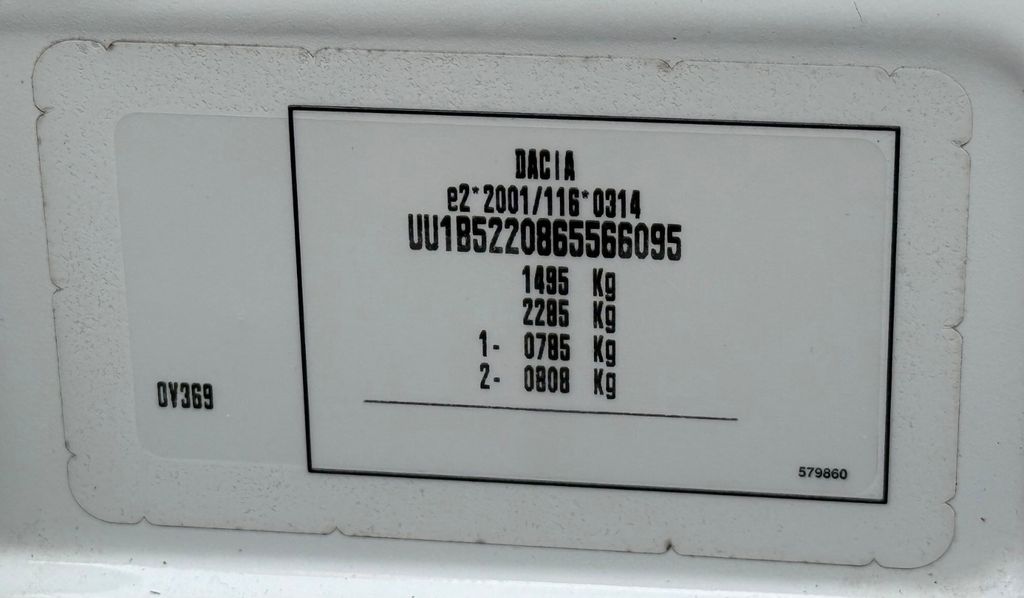 DACIA
e2*2001/116*0314
UU1B5220865566095
1495 Kg
2285 Kg
1- 0785 Kg
2- 0808 Kg
OV369
579860